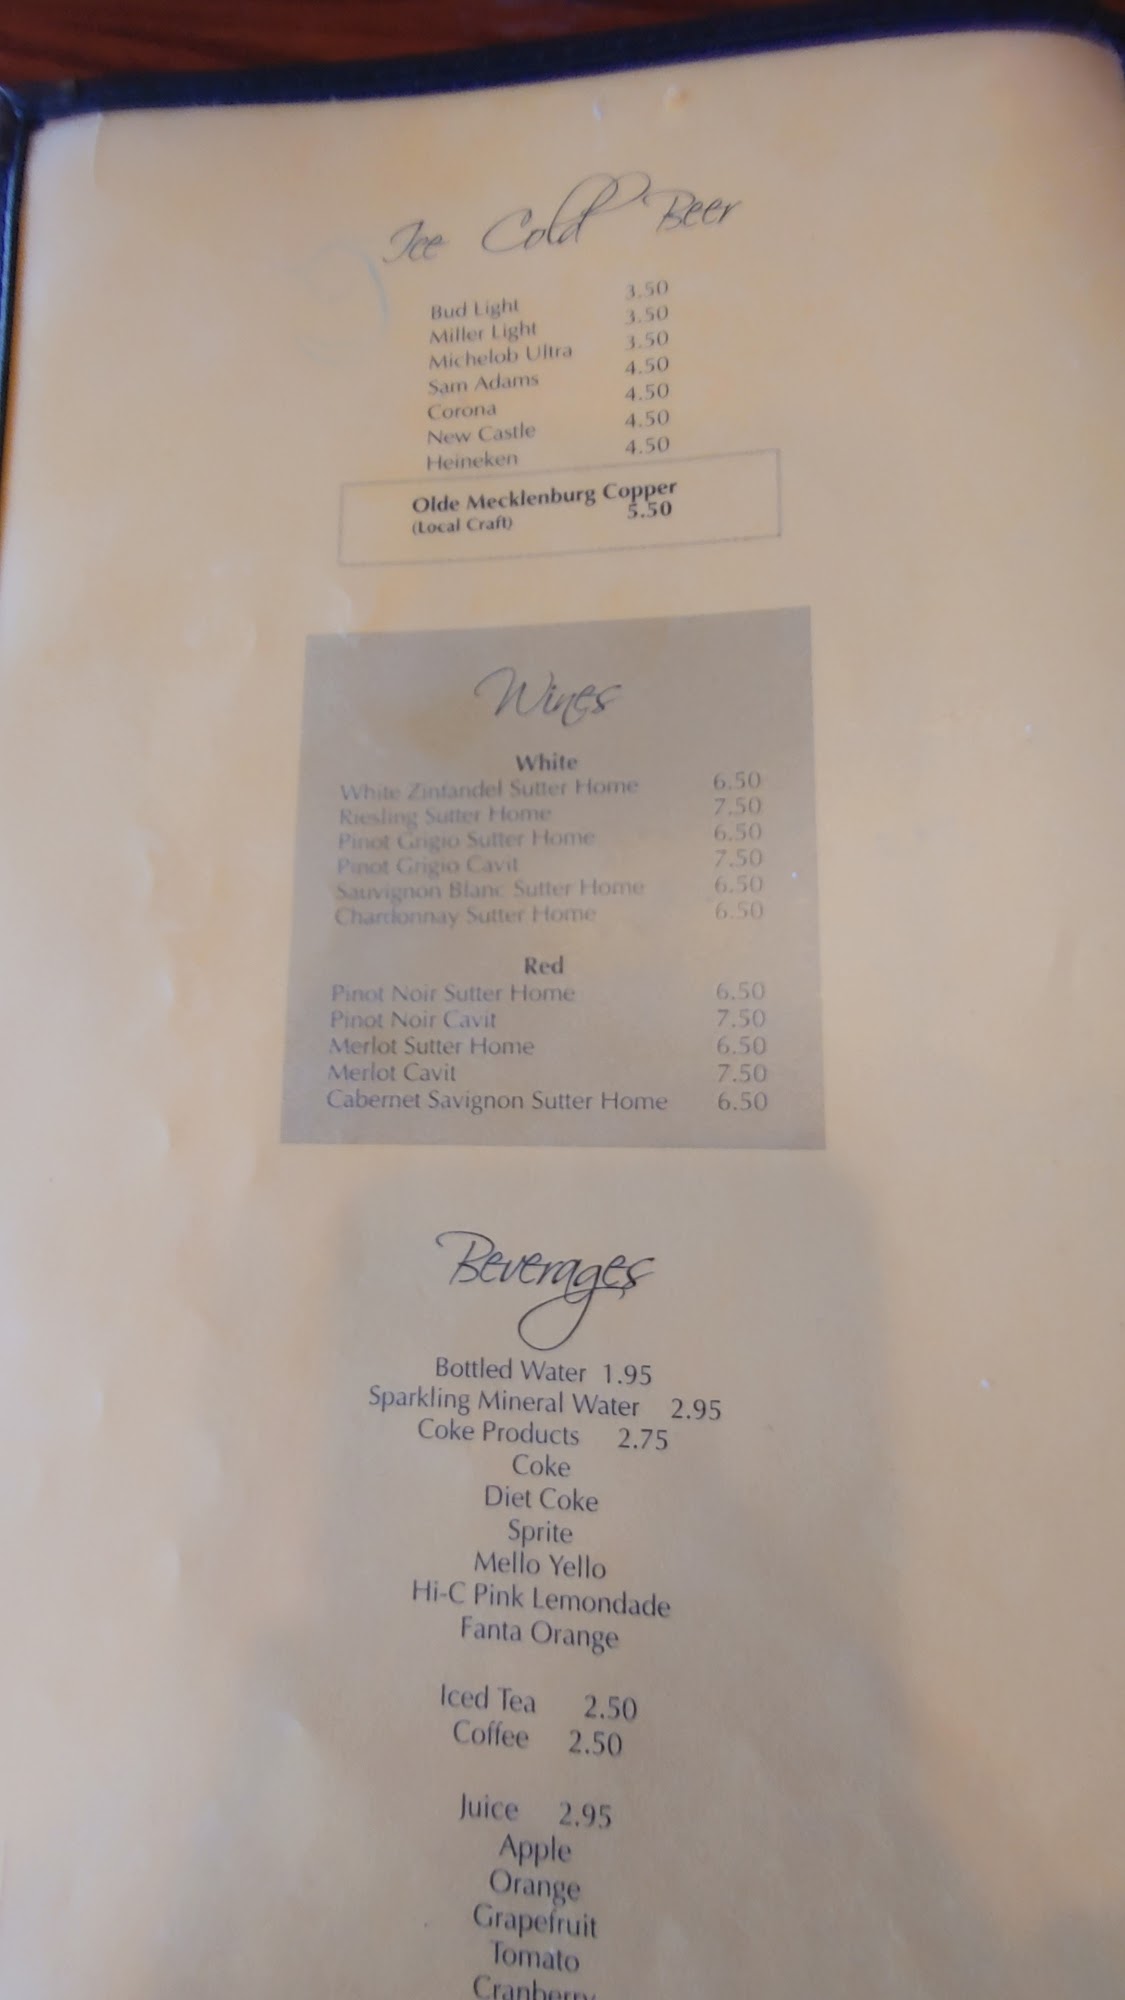 Ice Cold Beer
Bud Light 3.50
Miller Light 3.50
Michelob Ultra 3.50
Sam Adams 4.50
Corona 4.50
New Castle 4.50
Heineken 4.50
Olde Mecklenburg Copper
(Local Craft) 5.50
Wines
White
White Zinfandel Sutter Home 6.50
Riesling Sutter Home 7.50
Pinot Grigio Sutter Home 6.50
Pinot Grigio Cavit 7.50
Sauvignon Blanc Sutter Home 6.50
Chardonnay Sutter Home 6.50
Red
Pinot Noir Sutter Home 6.50
Pinot Noir Cavit 7.50
Merlot Sutter Home 6.50
Merlot Cavit 7.50
Cabernet Savignon Sutter Home 6.50
Beverages
Bottled Water 1.95
Sparkling Mineral Water 2.95
Coke Products 2.75
Coke
Diet Coke
Sprite
Mello Yello
Hi-C Pink Lemondade
Fanta Orange
Iced Tea 2.50
Coffee 2.50
Juice 2.95
Apple
Orange
Grapefruit
Tomato
Cranberry